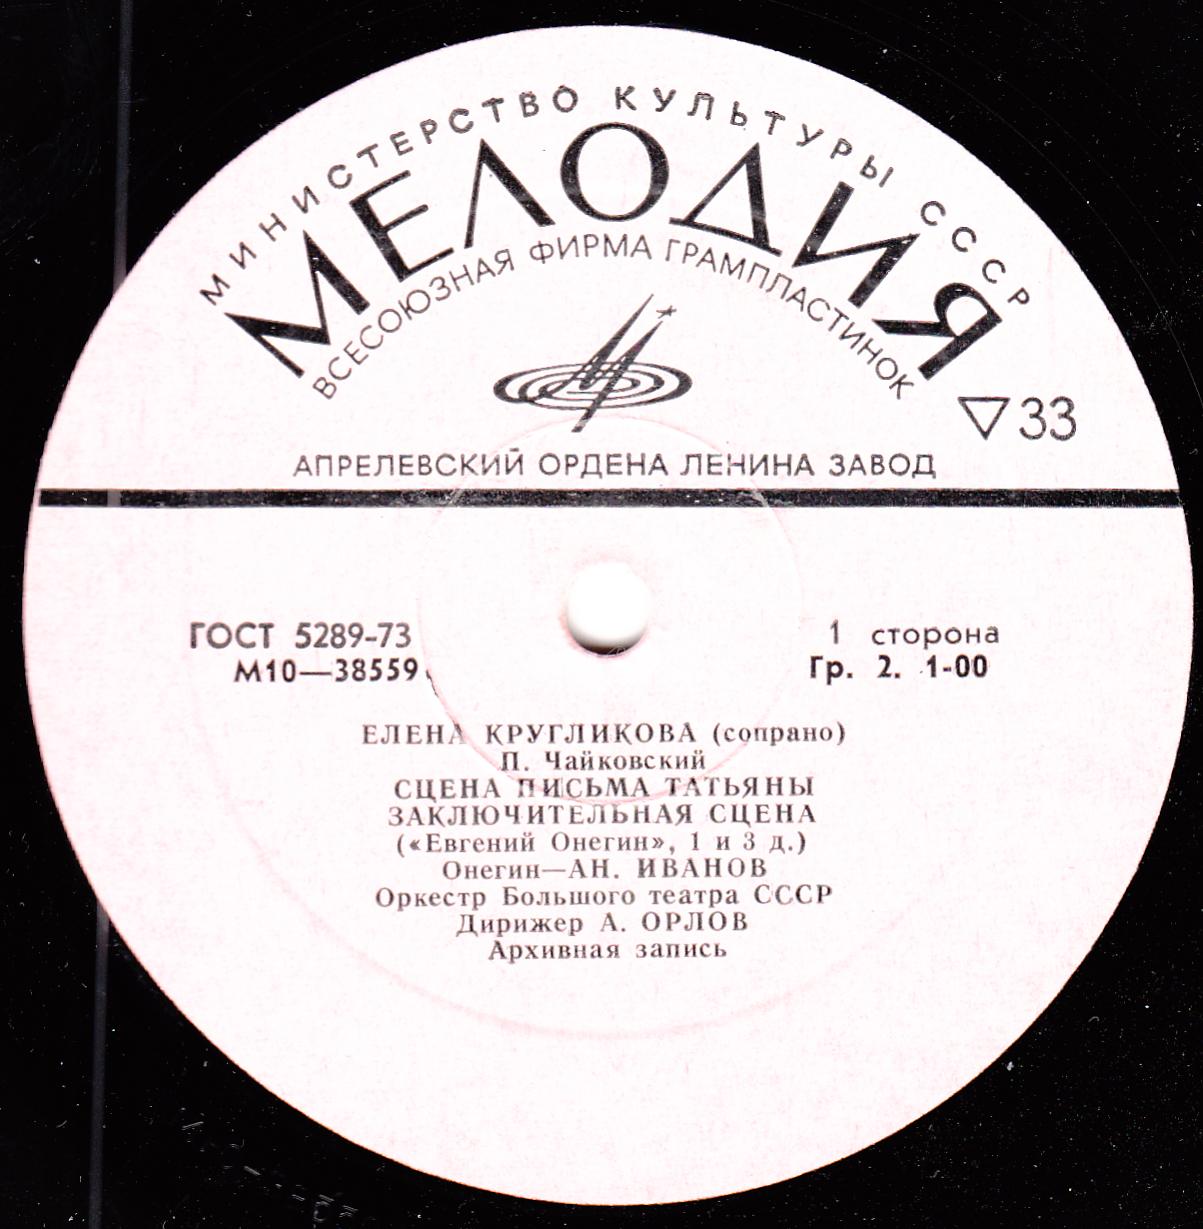 МИНИСТЕРСТВО КУЛЬТУРЫ СССР
МЕЛОДИЯ
ВСЕСОЮЗНАЯ ФИРМА ГРАМПЛАСТИНОК
▽33
АПРЕЛЕВСКИЙ ОРДЕНА ЛЕНИНА ЗАВОД
ГОСТ 5289-73
1 сторона
М10—38559
Гр. 2. 1-00
ЕЛЕНА КРУГЛИКОВА (сопрано)
П. Чайковский
СЦЕНА ПИСЬМА ТАТЬЯНЫ
ЗАКЛЮЧИТЕЛЬНАЯ СЦЕНА
(«Евгений Онегин», 1 и 3 д.)
Онегин—АН. ИВАНОВ
Оркестр Большого театра СССР
Дирижер А. ОРЛОВ
Архивная запись